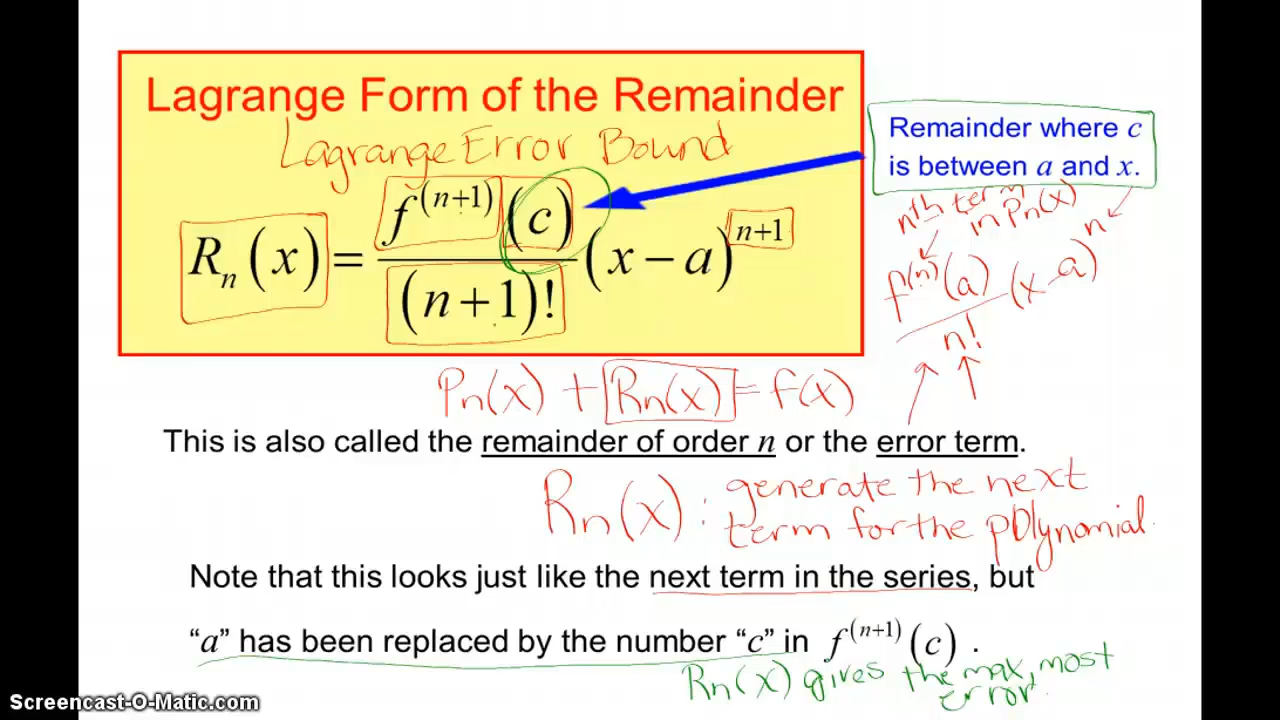 Lagrange Form of the Remainder
Lagrange Error Bound
Rₙ(x) = f⁽ⁿ⁺¹⁾(c) / (n+1)! (x − a)ⁿ⁺¹
Remainder where c
is between a and x.
nth term
in Pn(x)
f⁽ⁿ⁾(a) / n! (x-a)ⁿ
Pn(x) + Rn(x) = f(x)
This is also called the remainder of order n or the error term.
Rn(x): generate the next
term for the polynomial.
Note that this looks just like the next term in the series, but
“a” has been replaced by the number “c” in f⁽ⁿ⁺¹⁾(c) .
Rn(x) gives the max, most
error.
Screencast-O-Matic.com